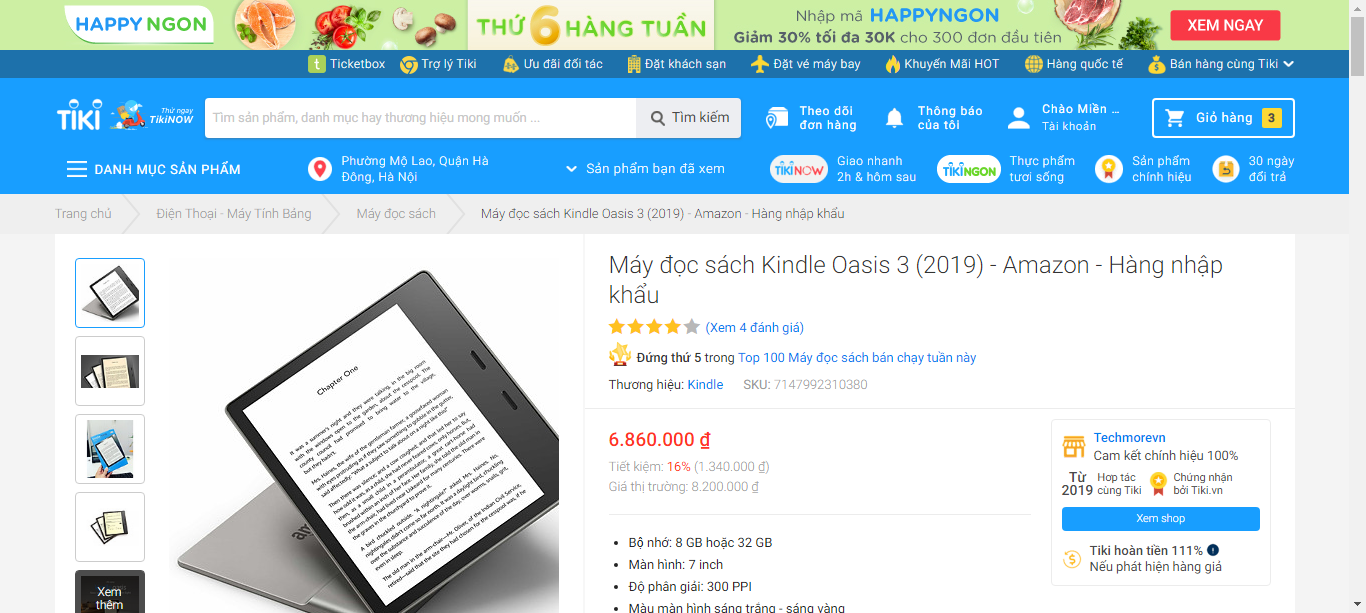 HAPPY NGON
THỨ 6 HÀNG TUẦN
Nhập mã HAPPYNGON
Giảm 30% tối đa 30K cho 300 đơn đầu tiên
XEM NGAY
Ticketbox
Trợ lý Tiki
Ưu đãi đối tác
Đặt khách sạn
Đặt vé máy bay
Khuyến Mãi HOT
Hàng quốc tế
Bán hàng cùng Tiki
TIKI
Thứ ngay
TikiNOW
Tìm sản phẩm, danh mục hay thương hiệu mong muốn ...
Tìm kiếm
Theo dõi
đơn hàng
Thông báo
của tôi
Chào Miền ...
Tài khoản
Giỏ hàng 3
DANH MỤC SẢN PHẨM
Phường Mộ Lao, Quận Hà
Đông, Hà Nội
Sản phẩm bạn đã xem
TIKINOW
Giao nhanh
2h & hôm sau
TIKINGON
Thực phẩm
tươi sống
Sản phẩm
chính hiệu
30 ngày
đổi trả
Trang chủ
Điện Thoại - Máy Tính Bảng
Máy đọc sách
Máy đọc sách Kindle Oasis 3 (2019) - Amazon - Hàng nhập khẩu
Xem
thêm
Chapter One
Máy đọc sách Kindle Oasis 3 (2019) - Amazon - Hàng nhập
khẩu
(Xem 4 đánh giá)
Đứng thứ 5 trong Top 100 Máy đọc sách bán chạy tuần này
Thương hiệu: Kindle SKU: 7147992310380
6.860.000 ₫
Tiết kiệm: 16% (1.340.000 ₫)
Giá thị trường: 8.200.000 ₫
Bộ nhớ: 8 GB hoặc 32 GB
Màn hình: 7 inch
Độ phân giải: 300 PPI
Màu màn hình sáng trắng - sáng vàng
Techmorevn
Cam kết chính hiệu 100%
Từ
2019
Hợp tác
cùng Tiki
Chứng nhận
bởi Tiki.vn
Xem shop
Tiki hoàn tiền 111%
Nếu phát hiện hàng giả